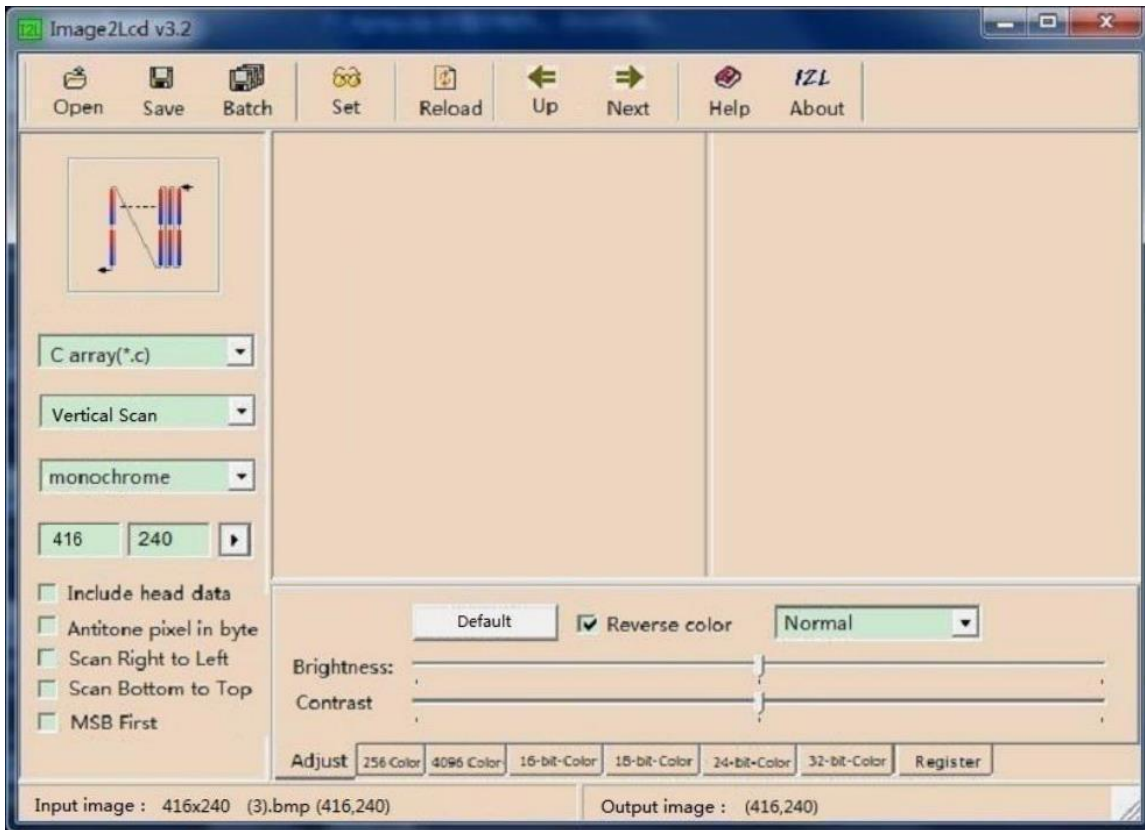 I2L Image2Lcd v3.2
Open Save Batch Set Reload Up Next Help I2L About
C array(*.c)
Vertical Scan
monochrome
416 240
Include head data
Antitone pixel in byte
Scan Right to Left
Scan Bottom to Top
MSB First
Default Reverse color Normal
Brightness:
Contrast
Adjust 256 Color 4096 Color 16-bit-Color 18-bit-Color 24-bit-Color 32-bit-Color Register
Input image : 416x240 (3).bmp (416,240) Output image : (416,240)